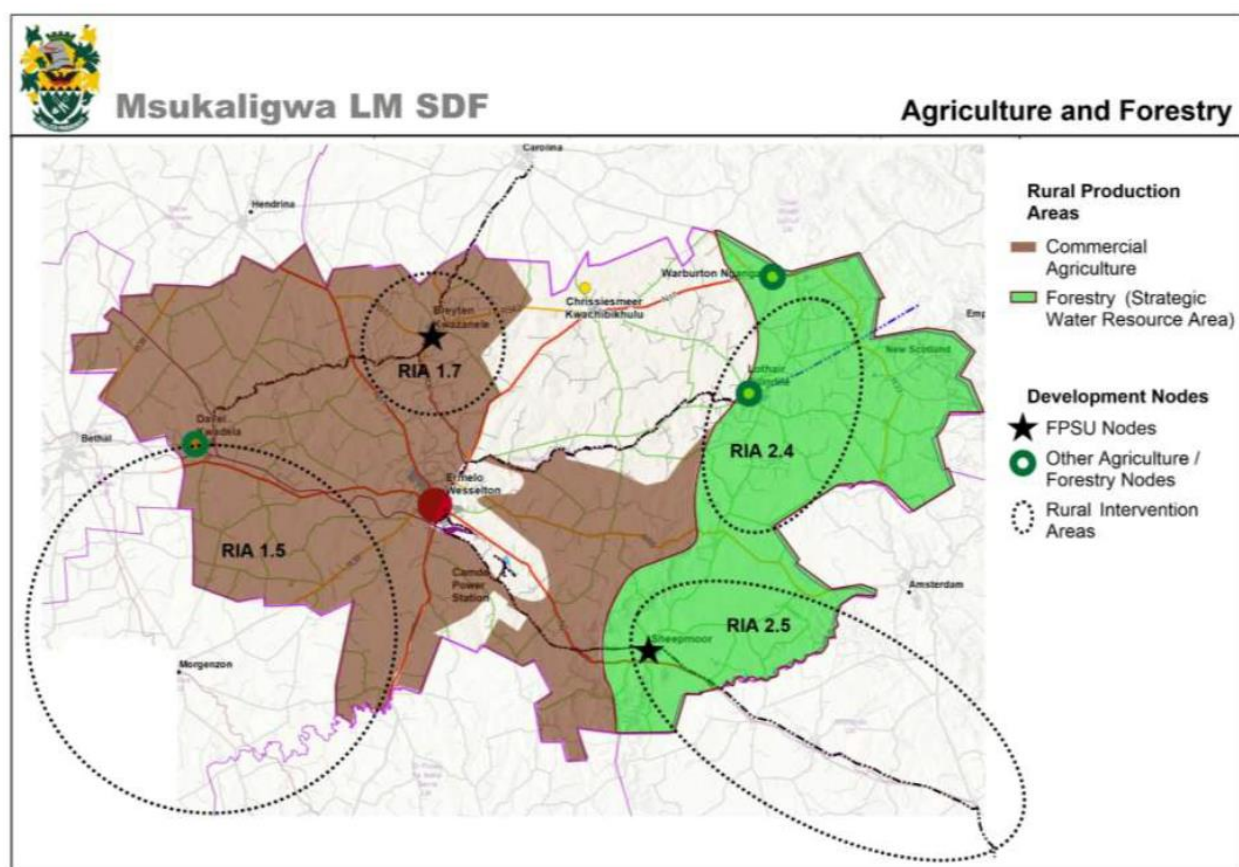 Msukaligwa LM SDF
Agriculture and Forestry
Carolina
Hendrina
Rural Production
Areas
Commercial
Agriculture
Forestry (Strategic
Water Resource Area)
Warburton
Chrissiesmeer
Kwachibikhulu
N17
Breyten
Kwazanele
RIA 1.7
New Scotland
Lothair
Development Nodes
FPSU Nodes
Other Agriculture /
Forestry Nodes
Rural Intervention
Areas
Davel
Kwadela
Bethal
RIA 2.4
Ermelo
Wesselton
RIA 1.5
Power
Station
Amsterdam
Sheepmoor
RIA 2.5
Morgenzon